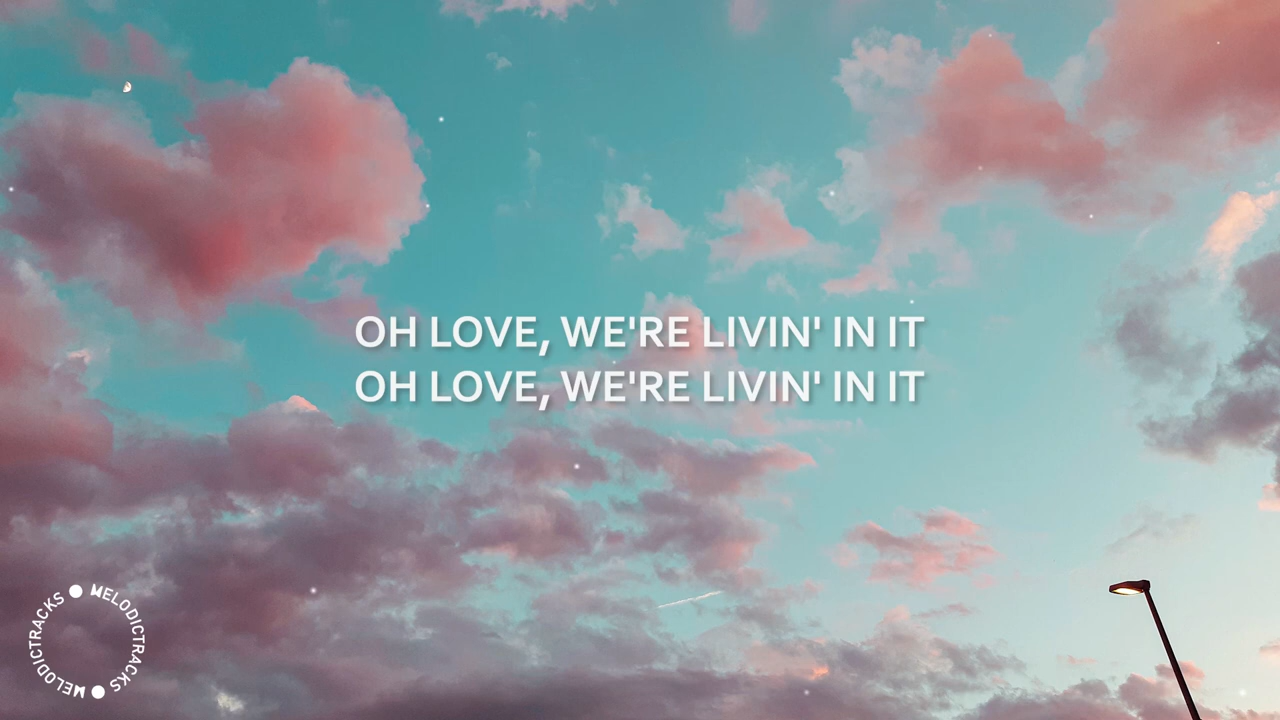 OH LOVE, WE'RE LIVIN' IN IT
OH LOVE, WE'RE LIVIN' IN IT
MELODICTRACKS ● MELODICTRACKS ●